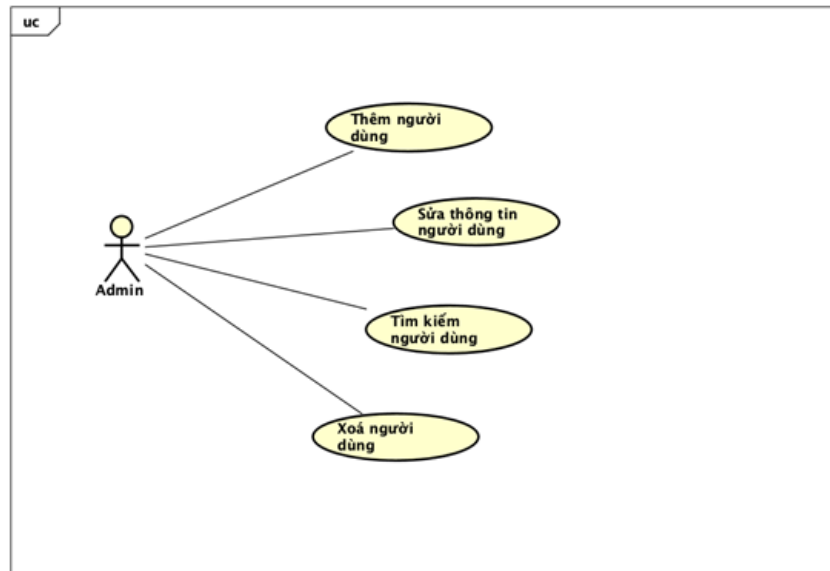 uc
Thêm người
dùng
Sửa thông tin
người dùng
Admin
Tìm kiếm
người dùng
Xoá người
dùng